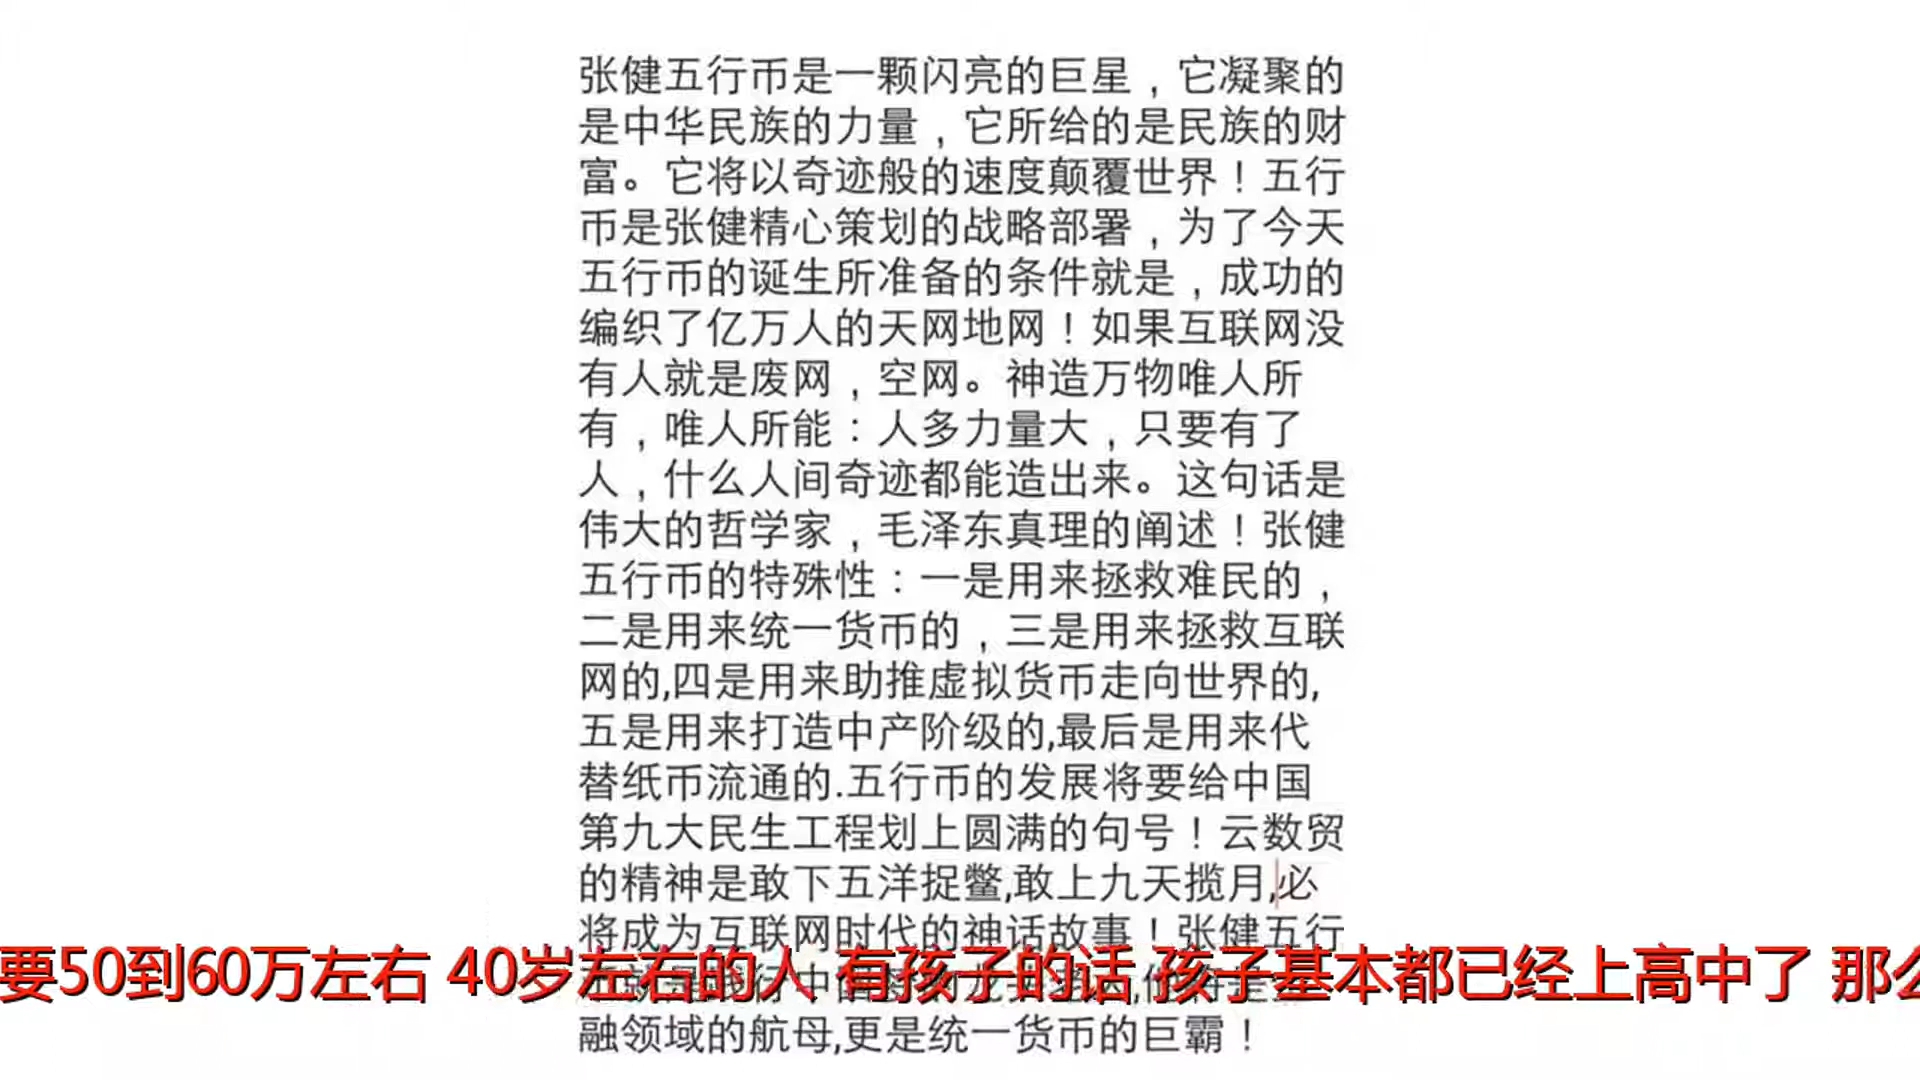 张健五行币是一颗闪亮的巨星，它凝聚的
是中华民族的力量，它所给的是民族的财
富。它将以奇迹般的速度颠覆世界！五行
币是张健精心策划的战略部署，为了今天
五行币的诞生所准备的条件就是，成功的
编织了亿万人的天网地网！如果互联网没
有人就是废网，空网。神造万物唯人所
有，唯人所能：人多力量大，只要有了
人，什么人间奇迹都能造出来。这句话是
伟大的哲学家，毛泽东真理的阐述！张健
五行币的特殊性：一是用来拯救难民的，
二是用来统一货币的，三是用来拯救互联
网的,四是用来助推虚拟货币走向世界的,
五是用来打造中产阶级的,最后是用来代
替纸币流通的.五行币的发展将要给中国
第九大民生工程划上圆满的句号！云数贸
的精神是敢下五洋捉鳖,敢上九天揽月,必
将成为互联网时代的神话故事！张健五行
要50到60万左右 40岁左右的人 有孩子的话 孩子基本都已经上高中了 那么
融领域的航母,更是统一货币的巨霸！